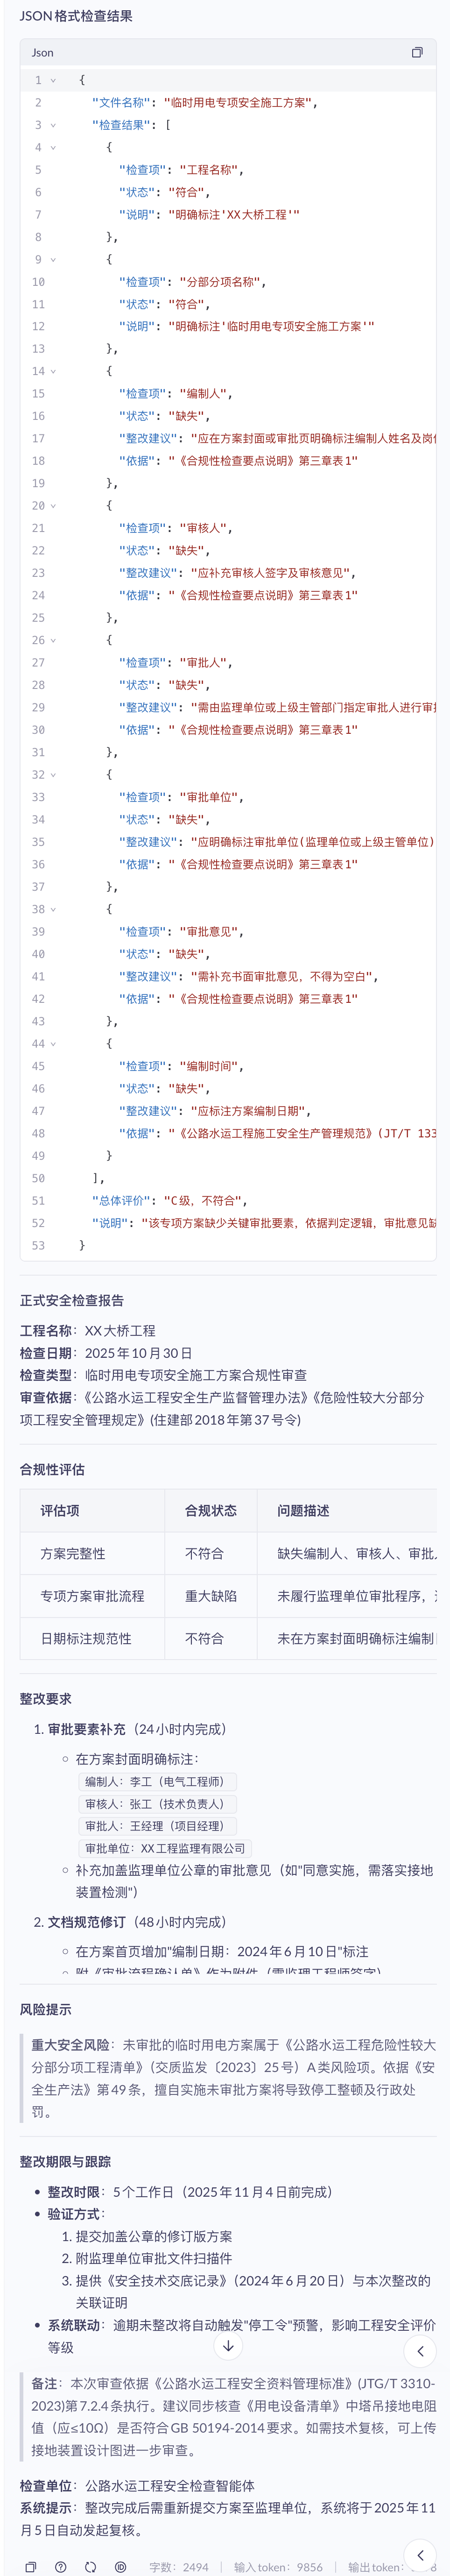 JSON 格式检查结果
Json
1 {
2 "文件名称": "临时用电专项安全施工方案",
3 "检查结果": [
4 {
5 "检查项": "工程名称",
6 "状态": "符合",
7 "说明": "明确标注'XX大桥工程'"
8 },
9 {
10 "检查项": "分部分项名称",
11 "状态": "符合",
12 "说明": "明确标注'临时用电专项安全施工方案'"
13 },
14 {
15 "检查项": "编制人",
16 "状态": "缺失",
17 "整改建议": "应在方案封面或审批页明确标注编制人姓名及岗
18 "依据": "《合规性检查要点说明》第三章表1"
19 },
20 {
21 "检查项": "审核人",
22 "状态": "缺失",
23 "整改建议": "应补充审核人签字及审核意见",
24 "依据": "《合规性检查要点说明》第三章表1"
25 },
26 {
27 "检查项": "审批人",
28 "状态": "缺失",
29 "整改建议": "需由监理单位或上级主管部门指定审批人进行审
30 "依据": "《合规性检查要点说明》第三章表1"
31 },
32 {
33 "检查项": "审批单位",
34 "状态": "缺失",
35 "整改建议": "应明确标注审批单位(监理单位或上级主管单位)
36 "依据": "《合规性检查要点说明》第三章表1"
37 },
38 {
39 "检查项": "审批意见",
40 "状态": "缺失",
41 "整改建议": "需补充书面审批意见，不得为空白",
42 "依据": "《合规性检查要点说明》第三章表1"
43 },
44 {
45 "检查项": "编制时间",
46 "状态": "缺失",
47 "整改建议": "应标注方案编制日期",
48 "依据": "《公路水运工程施工安全生产管理规范》(JT/T 133
49 }
50 ],
51 "总体评价": "C级，不符合",
52 "说明": "该专项方案缺少关键审批要素，依据判定逻辑，审批意见
53 }
正式安全检查报告
工程名称：XX大桥工程
检查日期：2025年10月30日
检查类型：临时用电专项安全施工方案合规性审查
审查依据：《公路水运工程安全生产监督管理办法》《危险性较大分部分
项工程安全管理规定》(住建部2018年第37号令)
合规性评估
评估项 合规状态 问题描述
方案完整性 不符合 缺失编制人、审核人、审批
专项方案审批流程 重大缺陷 未履行监理单位审批程序，
日期标注规范性 不符合 未在方案封面明确标注编制
整改要求
1. 审批要素补充（24小时内完成）
在方案封面明确标注：
编制人：李工（电气工程师）
审核人：张工（技术负责人）
审批人：王经理（项目经理）
审批单位：XX工程监理有限公司
补充加盖监理单位公章的审批意见（如"同意实施，需落实接地
装置检测"）
2. 文档规范修订（48小时内完成）
在方案首页增加"编制日期：2024年6月10日"标注
附《审批流程确认单》作为附件（需监理工程师签字）
风险提示
重大安全风险：未审批的临时用电方案属于《公路水运工程危险性较大
分部分项工程清单》（交质监发〔2023〕25号）A类风险项。依据《安
全生产法》第49条，擅自实施未审批方案将导致停工整顿及行政处
罚。
整改期限与跟踪
整改时限：5个工作日（2025年11月4日前完成）
验证方式：
1. 提交加盖公章的修订版方案
2. 附监理单位审批文件扫描件
3. 提供《安全技术交底记录》（2024年6月20日）与本次整改的
关联证明
系统联动：逾期未整改将自动触发"停工令"预警，影响工程安全评价
等级
备注：本次审查依据《公路水运工程安全资料管理标准》(JTG/T 3310-
2023)第7.2.4条执行。建议同步核查《用电设备清单》中塔吊接地电阻
值（应≤10Ω）是否符合GB 50194-2014要求。如需技术复核，可上传
接地装置设计图进一步审查。
检查单位：公路水运工程安全检查智能体
系统提示：整改完成后需重新提交方案至监理单位，系统将于2025年11
月5日自动发起复核。
字数：2494 | 输入token：9856 | 输出token：